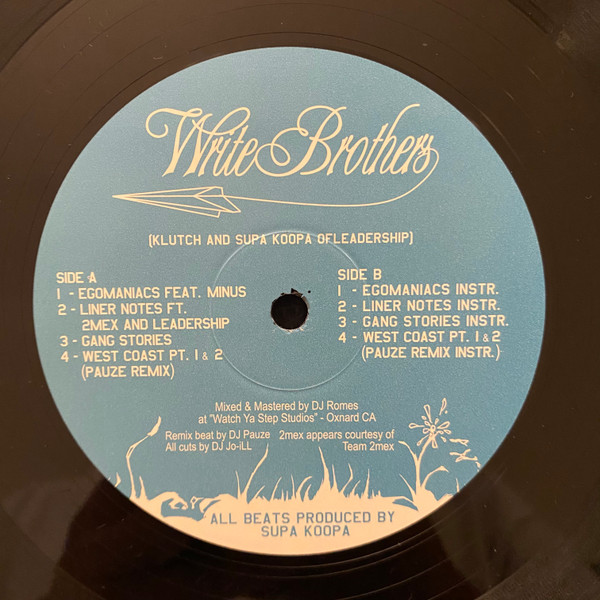 Write Brothers
(KLUTCH AND SUPA KOOPA OFLEADERSHIP)
SIDE A
1 - EGOMANIACS FEAT. MINUS
2 - LINER NOTES FT.
2MEX AND LEADERSHIP
3 - GANG STORIES
4 - WEST COAST PT. 1 & 2
(PAUZE REMIX)
SIDE B
1 - EGOMANIACS INSTR.
2 - LINER NOTES INSTR.
3 - GANG STORIES INSTR.
4 - WEST COAST PT. 1 & 2
(PAUZE REMIX INSTR.)
Mixed & Mastered by DJ Romes
at "Watch Ya Step Studios" - Oxnard CA
Remix beat by DJ Pauze
All cuts by DJ Jo-iLL
2mex appears courtesy of
Team 2mex
ALL BEATS PRODUCED BY
SUPA KOOPA